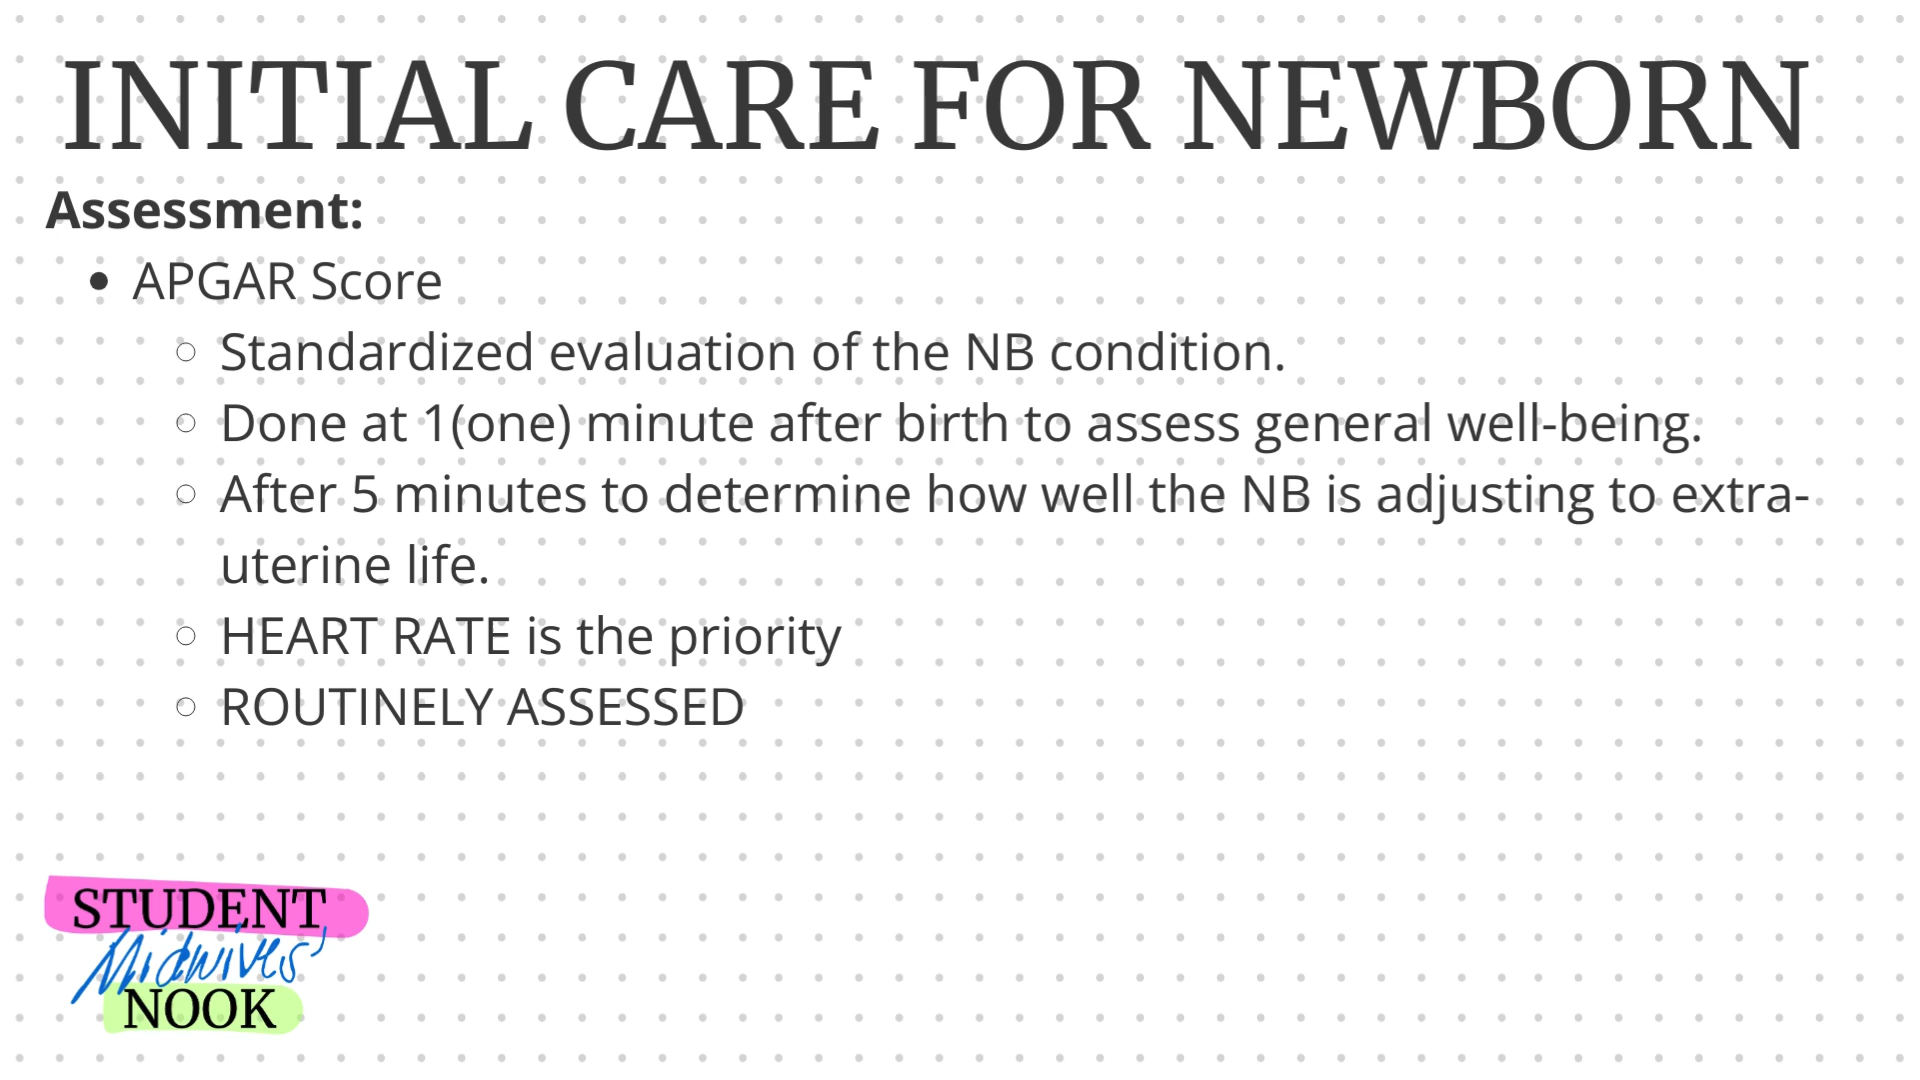 INITIAL CARE FOR NEWBORN
Assessment:
APGAR Score
Standardized evaluation of the NB condition.
Done at 1(one) minute after birth to assess general well-being.
After 5 minutes to determine how well the NB is adjusting to extra-
uterine life.
HEART RATE is the priority
ROUTINELY ASSESSED
STUDENT
Midwives'
NOOK